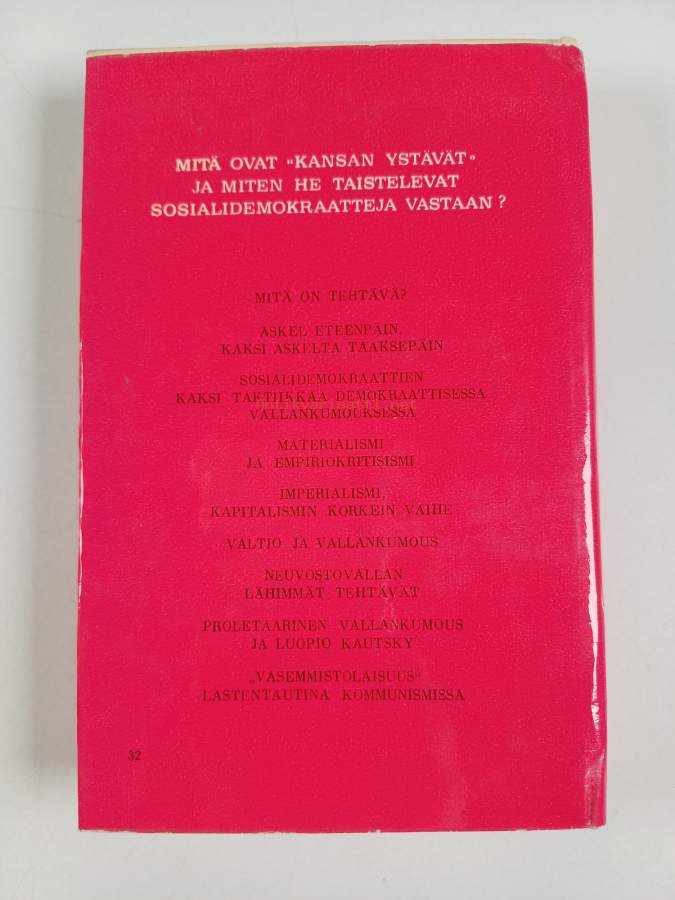 MITÄ OVAT »KANSAN YSTÄVÄT»
JA MITEN HE TAISTELEVAT
SOSIALIDEMOKRAATTEJA VASTAAN?
MITÄ ON TEHTÄVÄ?
ASKEL ETEENPÄIN,
KAKSI ASKELTA TAAKSEPÄIN
SOSIALIDEMOKRAATTIEN
KAKSI TAKTIIKKAA DEMOKRAATTISESSA
VALLANKUMOUKSESSA
MATERIALISMI
JA EMPIRIOKRITISISMI
IMPERIALISMI,
KAPITALISMIN KORKEIN VAIHE
VALTIO JA VALLANKUMOUS
NEUVOSTOVALLAN
LÄHIMMÄT TEHTÄVÄT
PROLETAARINEN VALLANKUMOUS
JA LUOPIO KAUTSKY
„VASEMMISTOLAISUUS»
LASTENTAUTINA KOMMUNISMISSA
32